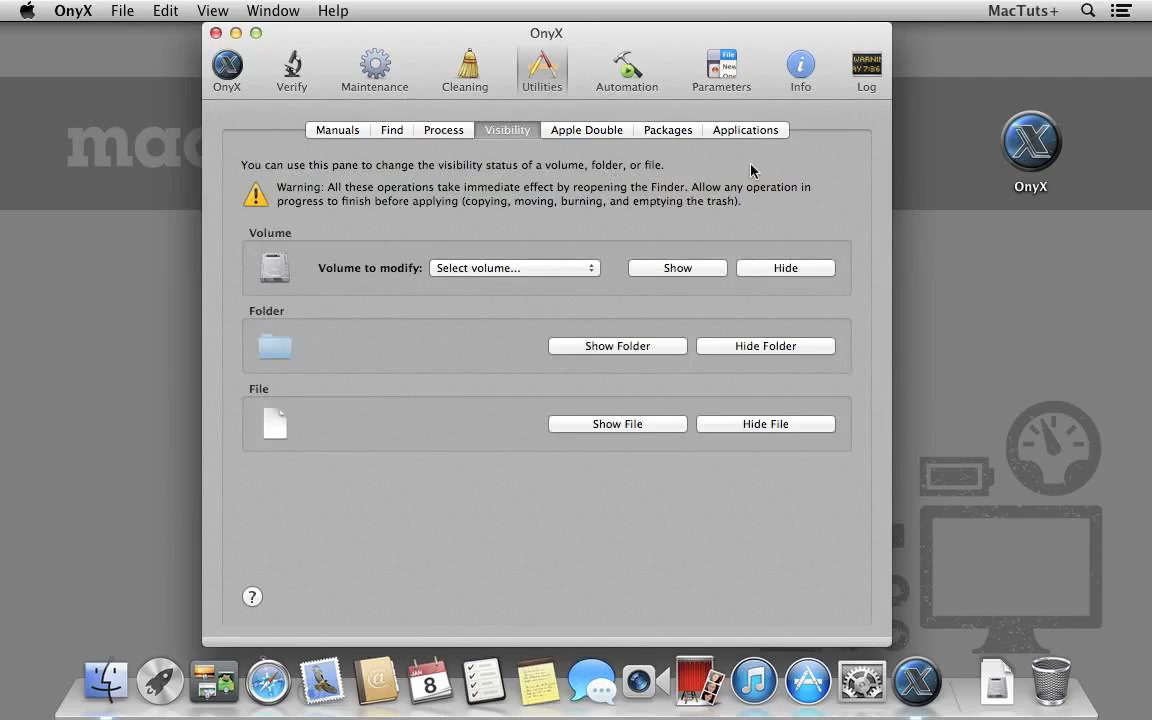 OnyX File Edit View Window Help MacTuts+
OnyX
OnyX Verify Maintenance Cleaning Utilities Automation Parameters Info Log
Manuals Find Process Visibility Apple Double Packages Applications
You can use this pane to change the visibility status of a volume, folder, or file.
Warning: All these operations take immediate effect by reopening the Finder. Allow any operation in
progress to finish before applying (copying, moving, burning, and emptying the trash).
Volume
Volume to modify: Select volume... Show Hide
Folder
Show Folder Hide Folder
File
Show File Hide File
?
mac
OnyX
JAN
8